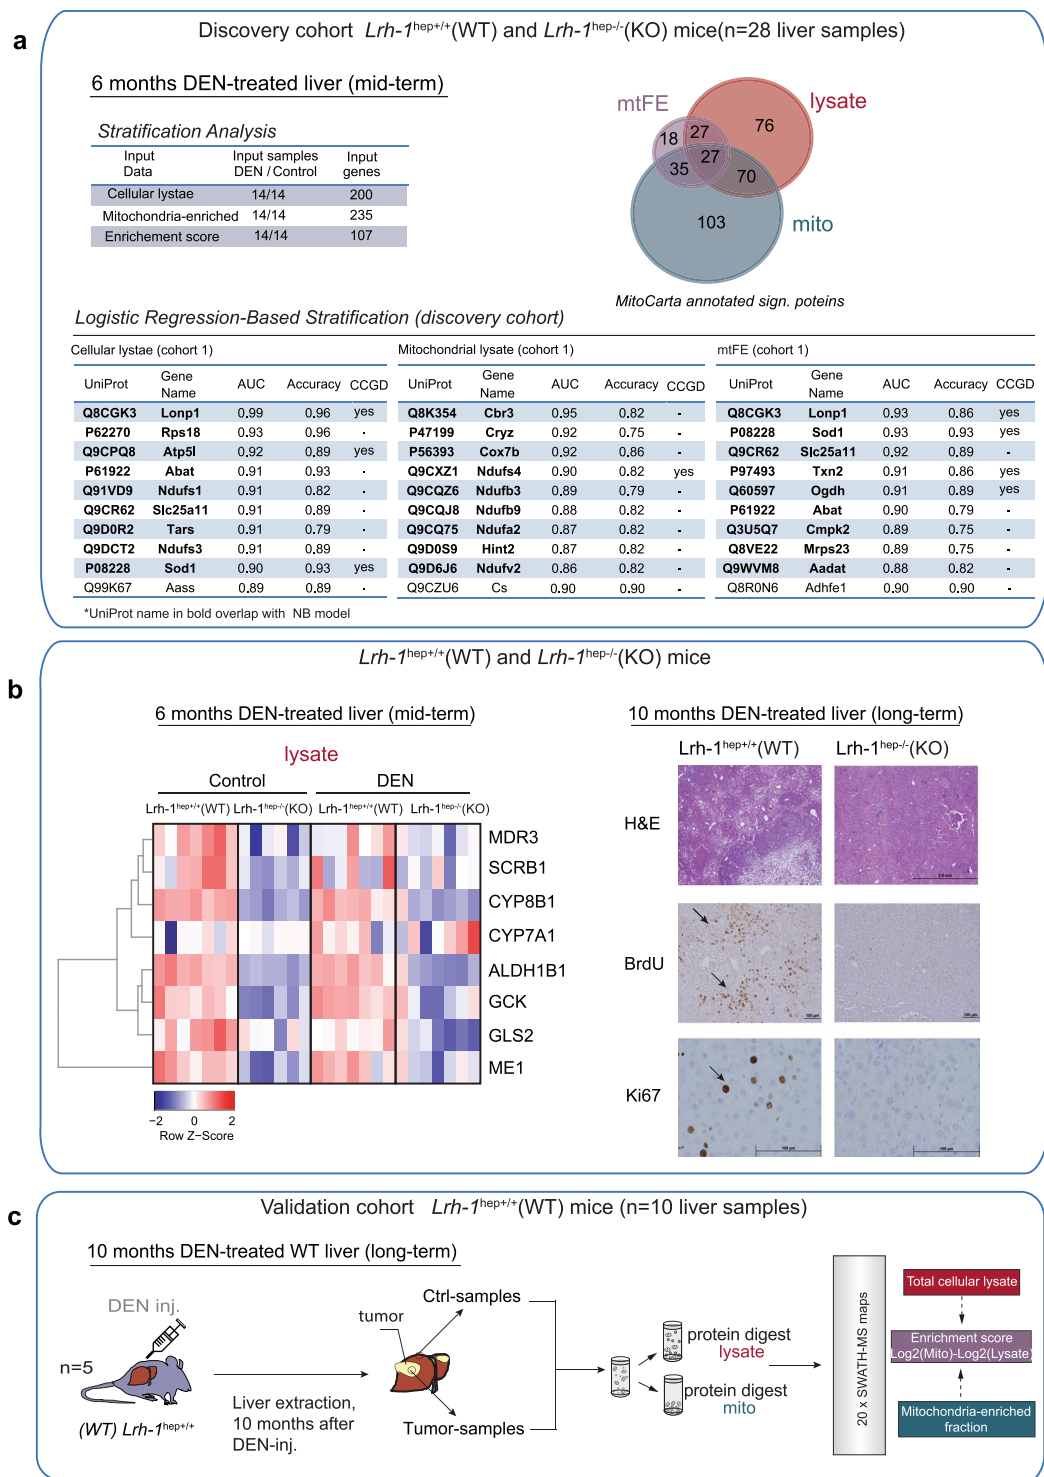 a
Discovery cohort Lrh-1hep+/+(WT) and Lrh-1hep-/-(KO) mice(n=28 liver samples)
6 months DEN-treated liver (mid-term)
Stratification Analysis
Input Data Input samples DEN / Control Input genes
Cellular lystae 14/14 200
Mitochondria-enriched 14/14 235
Enrichement score 14/14 107
mtFE
lysate
18 27 76
27
35 70
103
mito
MitoCarta annotated sign. proteins
Logistic Regression-Based Stratification (discovery cohort)
Cellular lystae (cohort 1)
UniProt Gene Name AUC Accuracy CCGD
Q8CGK3 Lonp1 0.99 0.96 yes
P62270 Rps18 0.93 0.96 -
Q9CPQ8 Atp5l 0.92 0.89 yes
P61922 Abat 0.91 0.93 -
Q91VD9 Ndufs1 0.91 0.82 -
Q9CR62 Slc25a11 0.91 0.89 -
Q9D0R2 Tars 0.91 0.79 -
Q9DCT2 Ndufs3 0.91 0.89 -
P08228 Sod1 0.90 0.93 yes
Q99K67 Aass 0.89 0.89 -
Mitochondrial lysate (cohort 1)
UniProt Gene Name AUC Accuracy CCGD
Q8K354 Cbr3 0.95 0.82 -
P47199 Cryz 0.92 0.75 -
P56393 Cox7b 0.92 0.86 -
Q9CXZ1 Ndufs4 0.90 0.82 yes
Q9CQZ6 Ndufb3 0.89 0.79 -
Q9CQJ8 Ndufb9 0.88 0.82 -
Q9CQ75 Ndufa2 0.87 0.82 -
Q9D0S9 Hint2 0.87 0.82 -
Q9D6J6 Ndufv2 0.86 0.82 -
Q9CZU6 Cs 0.90 0.90 -
mtFE (cohort 1)
UniProt Gene Name AUC Accuracy CCGD
Q8CGK3 Lonp1 0.93 0.86 yes
P08228 Sod1 0.93 0.93 yes
Q9CR62 Slc25a11 0.92 0.89 -
P97493 Txn2 0.91 0.86 yes
Q60597 Ogdh 0.91 0.89 yes
P61922 Abat 0.90 0.79 -
Q3U5Q7 Cmpk2 0.89 0.75 -
Q8VE22 Mrps23 0.89 0.75 -
Q9WVM8 Aadat 0.88 0.82 -
Q8R0N6 Adhfe1 0.90 0.90 -
*UniProt name in bold overlap with NB model
b
Lrh-1hep+/+(WT) and Lrh-1hep-/-(KO) mice
6 months DEN-treated liver (mid-term)
lysate
Control DEN
Lrh-1hep+/+(WT) Lrh-1hep-/-(KO) Lrh-1hep+/+(WT) Lrh-1hep-/-(KO)
MDR3
SCRB1
CYP8B1
CYP7A1
ALDH1B1
GCK
GLS2
ME1
−2 0 2
Row Z−Score
10 months DEN-treated liver (long-term)
Lrh-1hep+/+(WT) Lrh-1hep-/-(KO)
H&E
BrdU
100 µm
Ki67
100 µm 100 µm
c
Validation cohort Lrh-1hep+/+(WT) mice (n=10 liver samples)
10 months DEN-treated WT liver (long-term)
DEN inj.
n=5
(WT) Lrh-1hep+/+
Liver extraction,
10 months after
DEN-inj.
tumor
Ctrl-samples
Tumor-samples
protein digest
lysate
protein digest
mito
20 x SWATH-MS maps
Total cellular lysate
Enrichment score
Log2(Mito)-Log2(Lysate)
Mitochondria-enriched
fraction